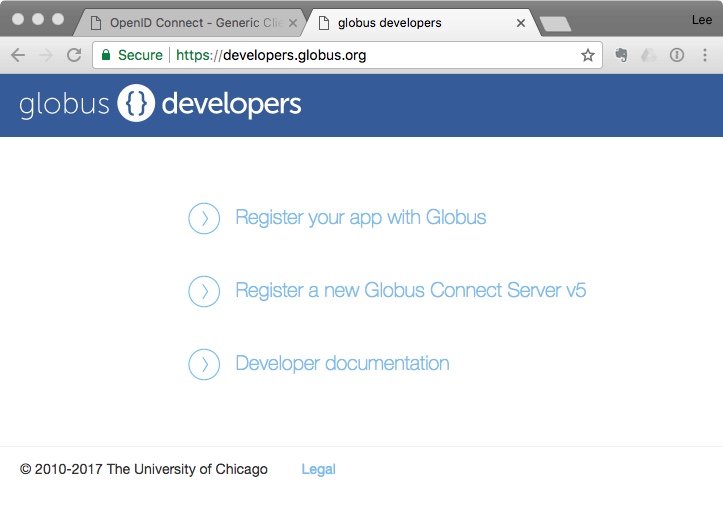 OpenID Connect - Generic Clie
globus developers
Lee
Secure https://developers.globus.org
globus {} developers
Register your app with Globus
Register a new Globus Connect Server v5
Developer documentation
© 2010-2017 The University of Chicago Legal